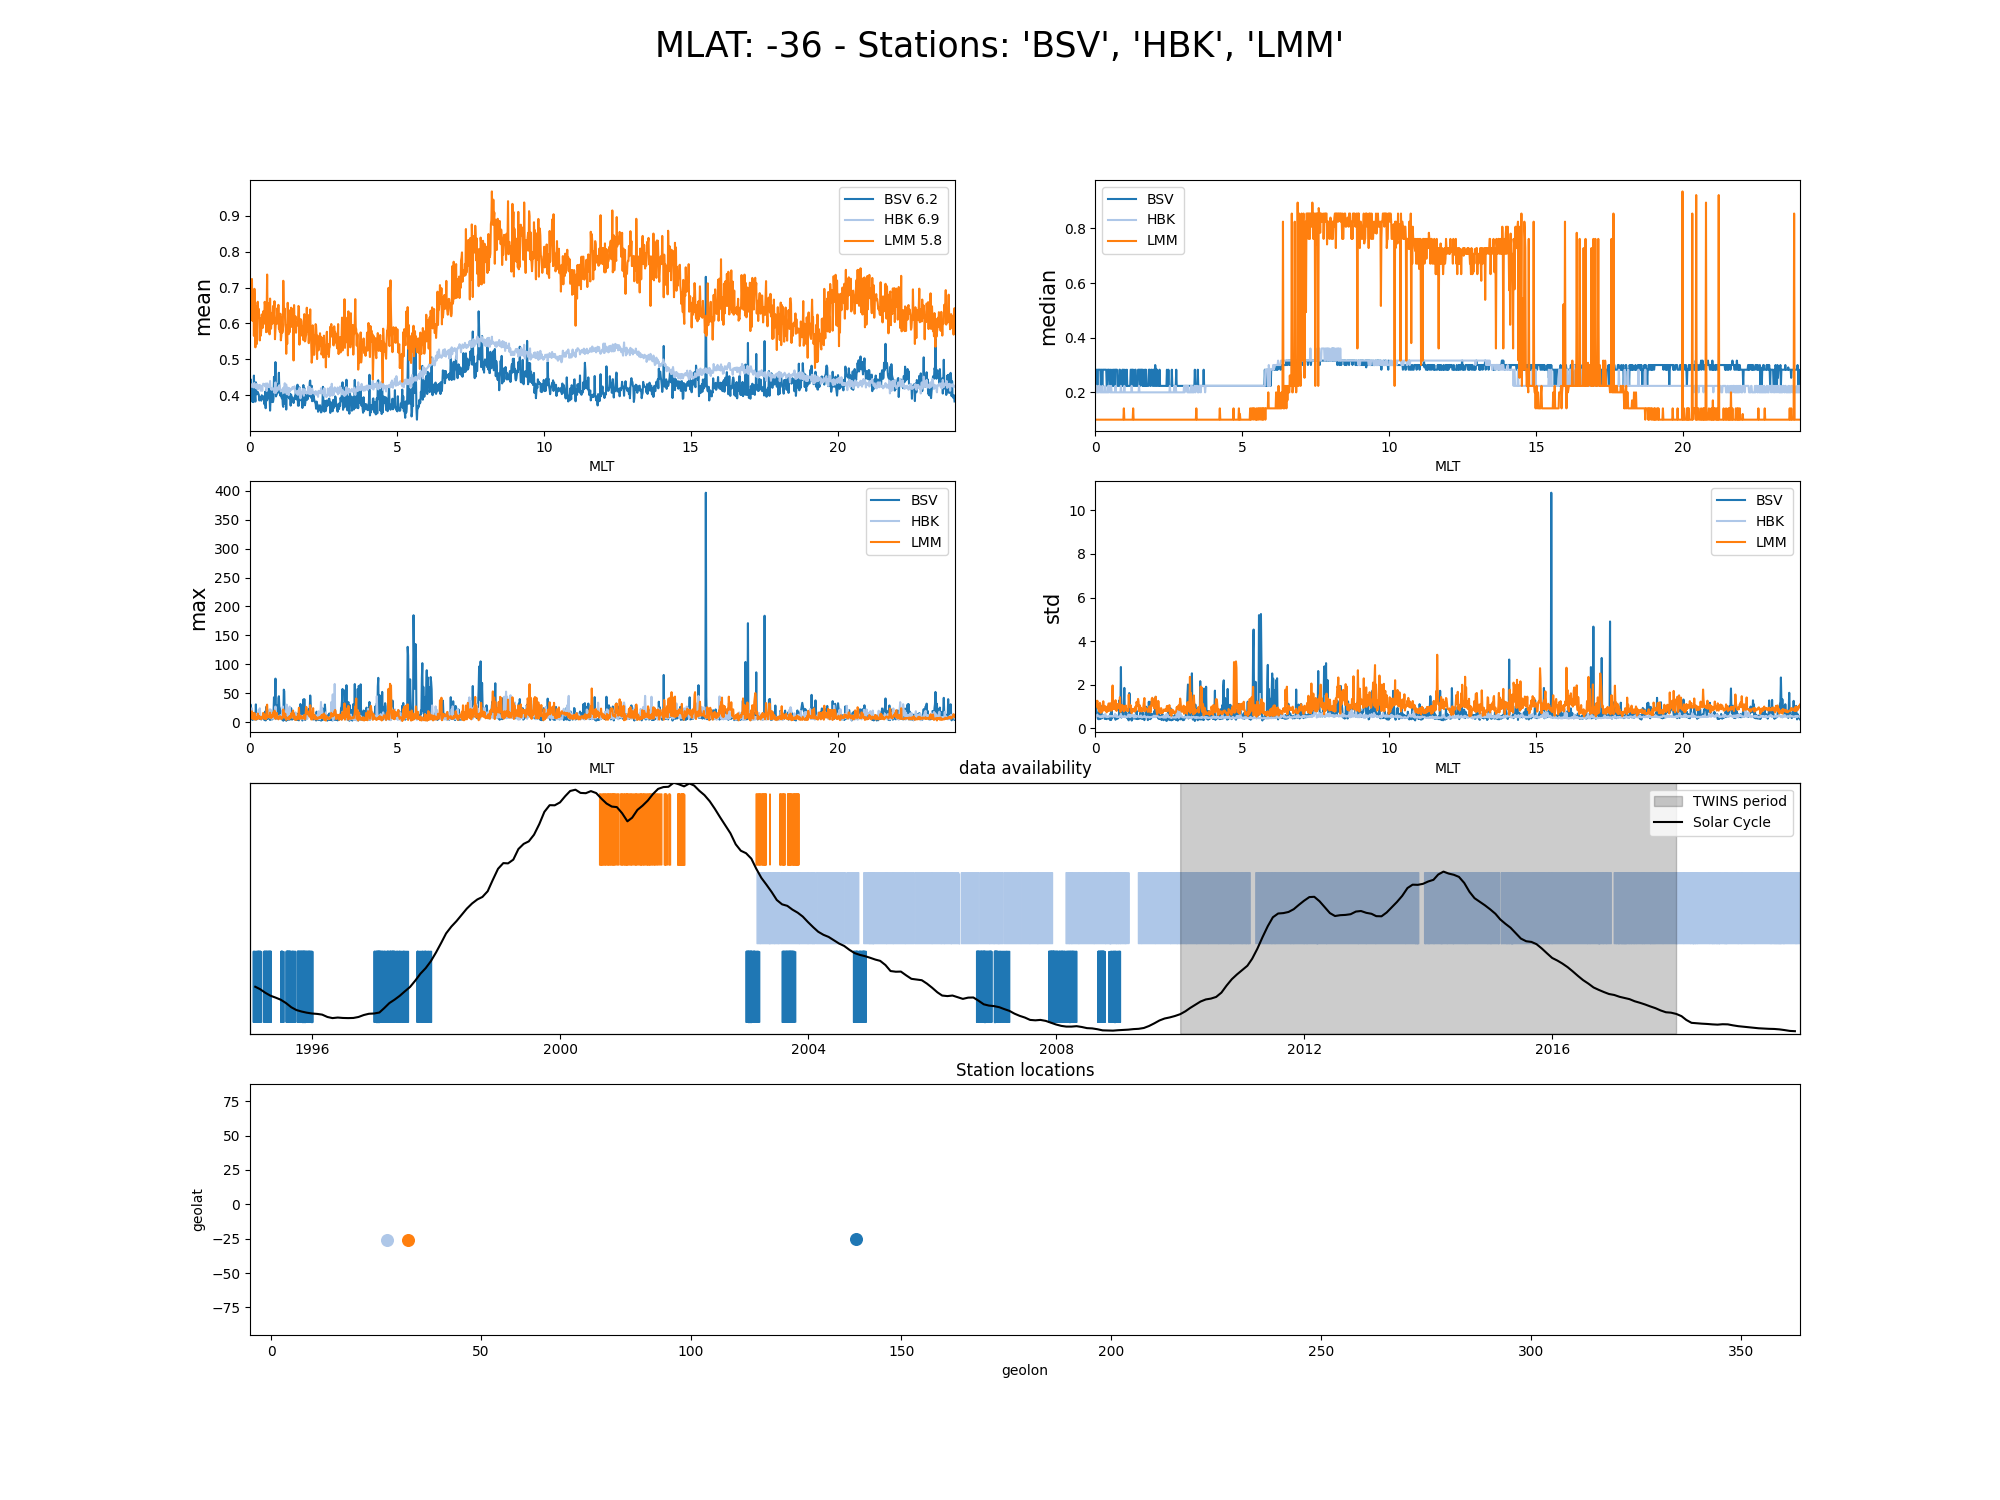 MLAT: -36 - Stations: 'BSV', 'HBK', 'LMM'
mean
0.9
0.8
0.7
0.6
0.5
0.4
0 5 10 15 20
MLT
BSV 6.2
HBK 6.9
LMM 5.8
median
0.8
0.6
0.4
0.2
0 5 10 15 20
MLT
BSV
HBK
LMM
max
400
350
300
250
200
150
100
50
0
0 5 10 15 20
MLT
BSV
HBK
LMM
std
10
8
6
4
2
0
0 5 10 15 20
MLT
BSV
HBK
LMM
data availability
TWINS period
Solar Cycle
1996 2000 2004 2008 2012 2016
Station locations
geolat
75
50
25
0
−25
−50
−75
0 50 100 150 200 250 300 350
geolon